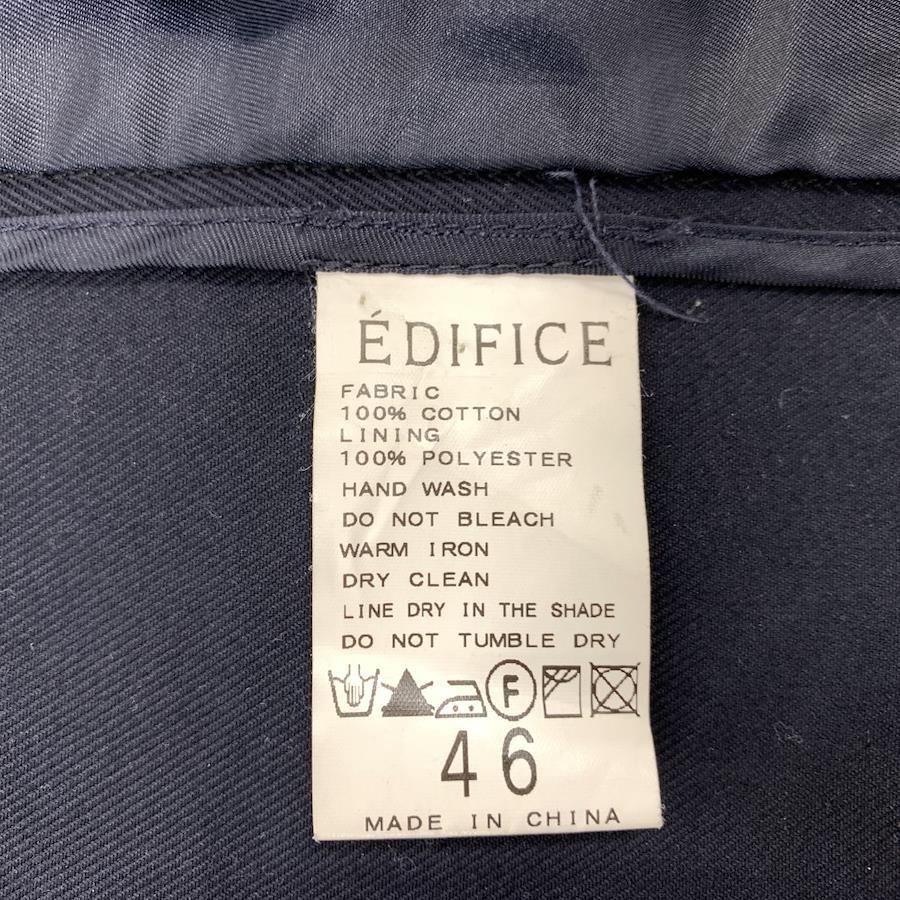 ÉDIFICE
FABRIC
100% COTTON
LINING
100% POLYESTER
HAND WASH
DO NOT BLEACH
WARM IRON
DRY CLEAN
LINE DRY IN THE SHADE
DO NOT TUMBLE DRY
F
46
MADE IN CHINA